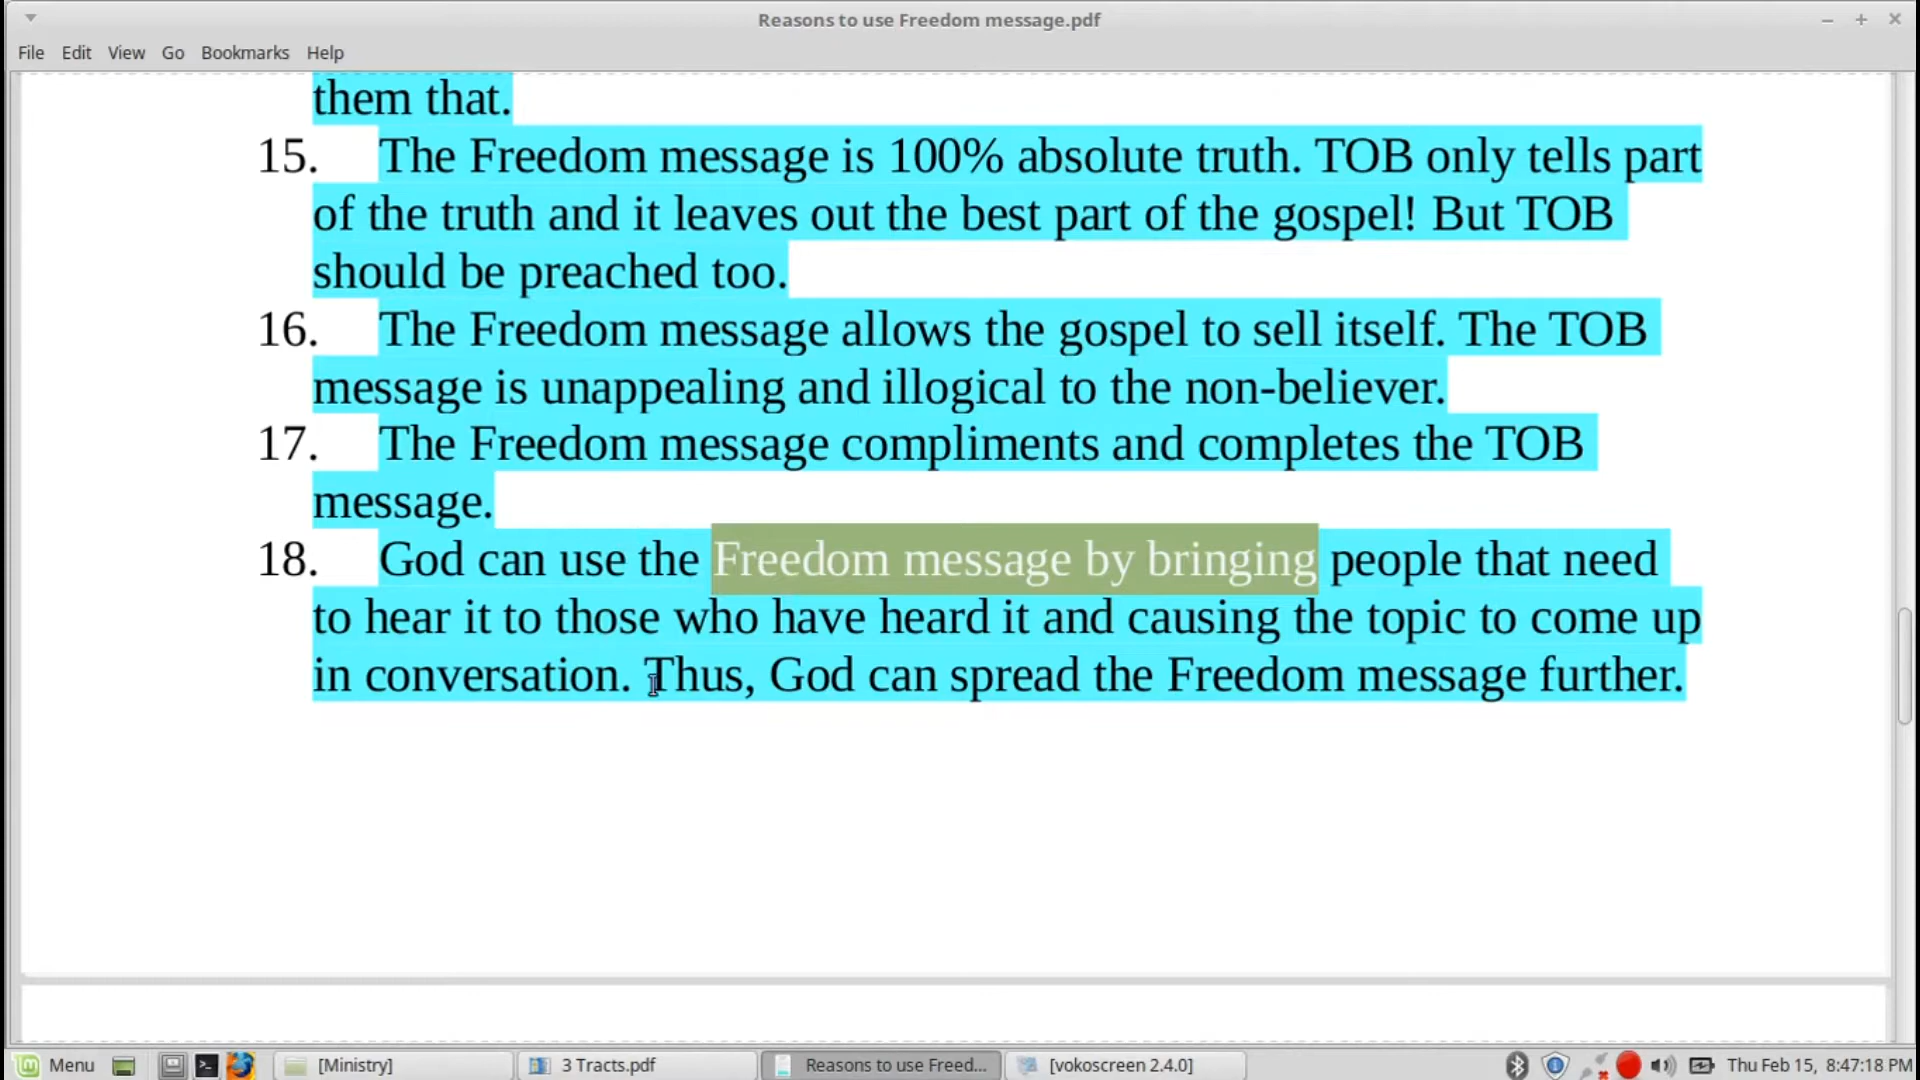 Reasons to use Freedom message.pdf
File Edit View Go Bookmarks Help
them that.
15. The Freedom message is 100% absolute truth. TOB only tells part
of the truth and it leaves out the best part of the gospel! But TOB
should be preached too.
16. The Freedom message allows the gospel to sell itself. The TOB
message is unappealing and illogical to the non-believer.
17. The Freedom message compliments and completes the TOB
message.
18. God can use the Freedom message by bringing people that need
to hear it to those who have heard it and causing the topic to come up
in conversation. Thus, God can spread the Freedom message further.
Menu [Ministry] 3 Tracts.pdf Reasons to use Freed... [vokoscreen 2.4.0] Thu Feb 15, 8:47:18 PM